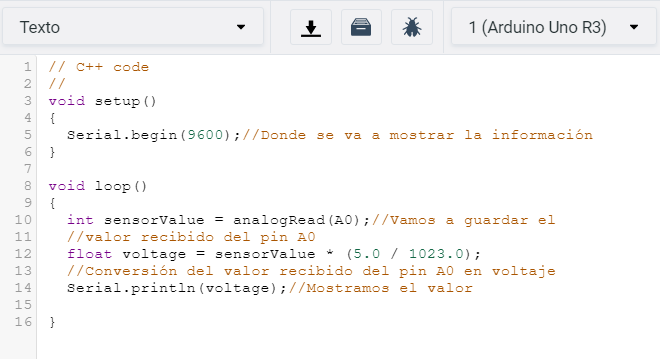 Texto
1 (Arduino Uno R3)
1 // C++ code
2 //
3 void setup()
4 {
5   Serial.begin(9600);//Donde se va a mostrar la información
6 }
7
8 void loop()
9 {
10   int sensorValue = analogRead(A0);//Vamos a guardar el
11   //valor recibido del pin A0
12   float voltage = sensorValue * (5.0 / 1023.0);
13   //Conversión del valor recibido del pin A0 en voltaje
14   Serial.println(voltage);//Mostramos el valor
15
16 }